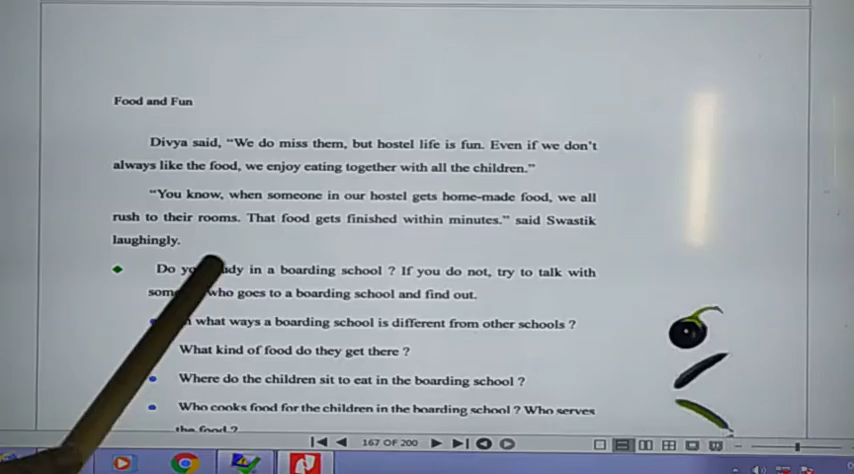 Food and Fun
Divya said, “We do miss them, but hostel life is fun. Even if we don’t
always like the food, we enjoy eating together with all the children.”
“You know, when someone in our hostel gets home-made food, we all
rush to their rooms. That food gets finished within minutes.” said Swastik
laughingly.
Do in a boarding school ? If you do not, try to talk with
who goes to a boarding school and find out.
what ways a boarding school is different from other schools ?
What kind of food do they get there ?
Where do the children sit to eat in the boarding school ?
Who cooks food for the children in the boarding school ? Who serves
the food ?
167 OF 200